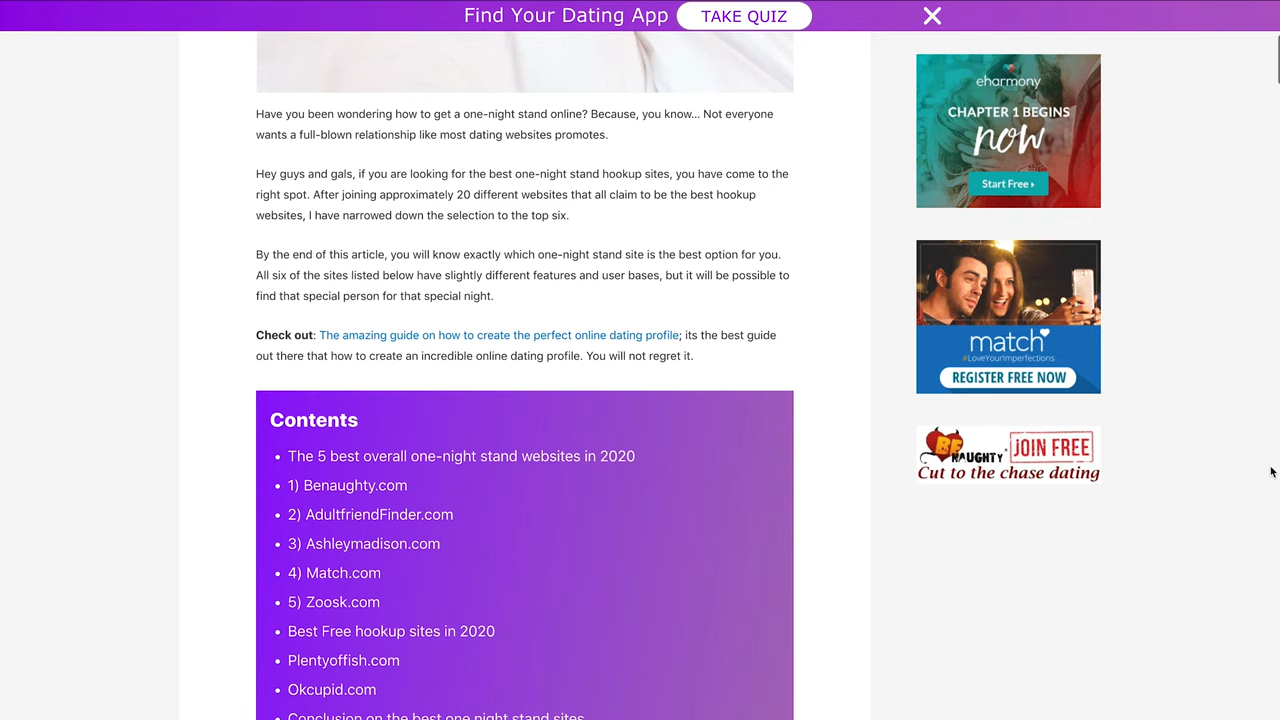 Find Your Dating App TAKE QUIZ
Have you been wondering how to get a one-night stand online? Because, you know... Not everyone
wants a full-blown relationship like most dating websites promotes.
Hey guys and gals, if you are looking for the best one-night stand hookup sites, you have come to the
right spot. After joining approximately 20 different websites that all claim to be the best hookup
websites, I have narrowed down the selection to the top six.
By the end of this article, you will know exactly which one-night stand site is the best option for you.
All six of the sites listed below have slightly different features and user bases, but it will be possible to
find that special person for that special night.
Check out: The amazing guide on how to create the perfect online dating profile; its the best guide
out there that how to create an incredible online dating profile. You will not regret it.
Contents
• The 5 best overall one-night stand websites in 2020
• 1) Benaughty.com
• 2) AdultfriendFinder.com
• 3) Ashleymadison.com
• 4) Match.com
• 5) Zoosk.com
• Best Free hookup sites in 2020
• Plentyoffish.com
• Okcupid.com
• Conclusion on the best one night stand sites
eharmony
CHAPTER 1 BEGINS
now
Start Free
match
#LoveYourImperfections
REGISTER FREE NOW
BE
NAUGHTY
JOIN FREE
Cut to the chase dating